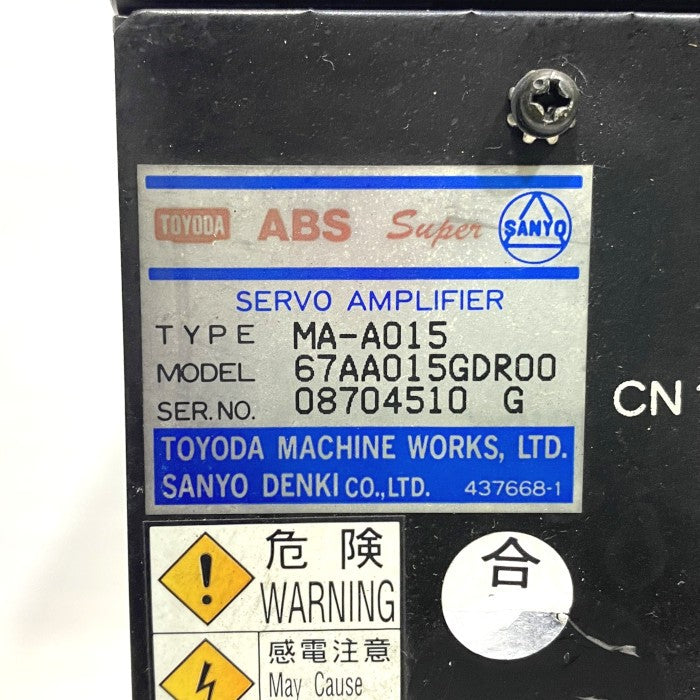 TOYODA ABS Super SANYO
SERVO AMPLIFIER
TYPE MA-A015
MODEL 67AA015GDR00
SER.NO. 08704510 G
CN
TOYODA MACHINE WORKS, LTD.
SANYO DENKI CO.,LTD. 437668-1
危険
WARNING
合
感電注意
May Cause